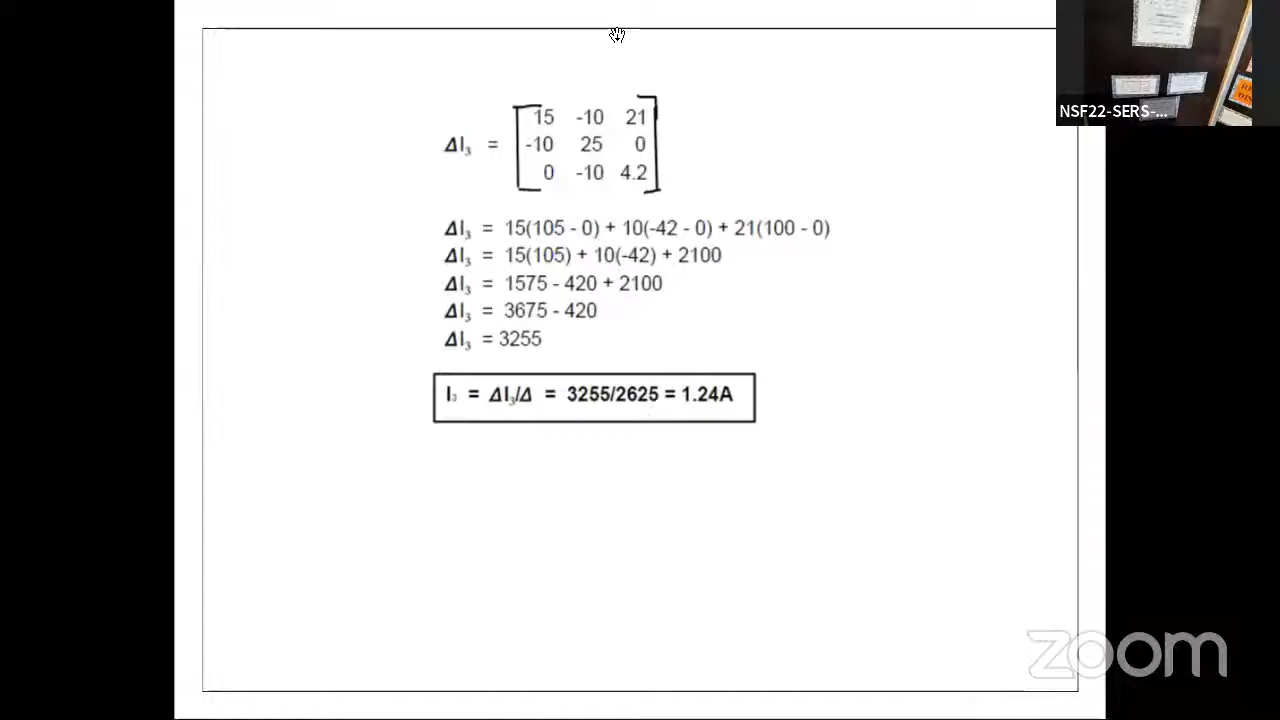 NSF22-SERS-...
15 -10 21
ΔI₃ = -10 25 0
0 -10 4.2
ΔI₃ = 15(105 - 0) + 10(-42 - 0) + 21(100 - 0)
ΔI₃ = 15(105) + 10(-42) + 2100
ΔI₃ = 1575 - 420 + 2100
ΔI₃ = 3675 - 420
ΔI₃ = 3255
I₃ = ΔI₃/Δ = 3255/2625 = 1.24A
zoom